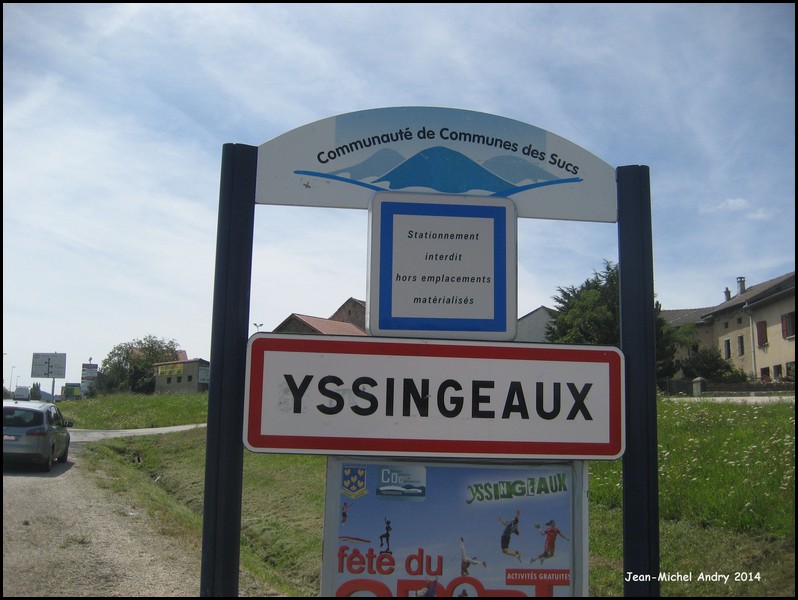 Communauté de Communes des Sucs
Stationnement
interdit
hors emplacements
matérialisés
YSSINGEAUX
YSSINGEAUX
fête du
SPORT
ACTIVITÉS GRATUITES
Jean-Michel Andry 2014